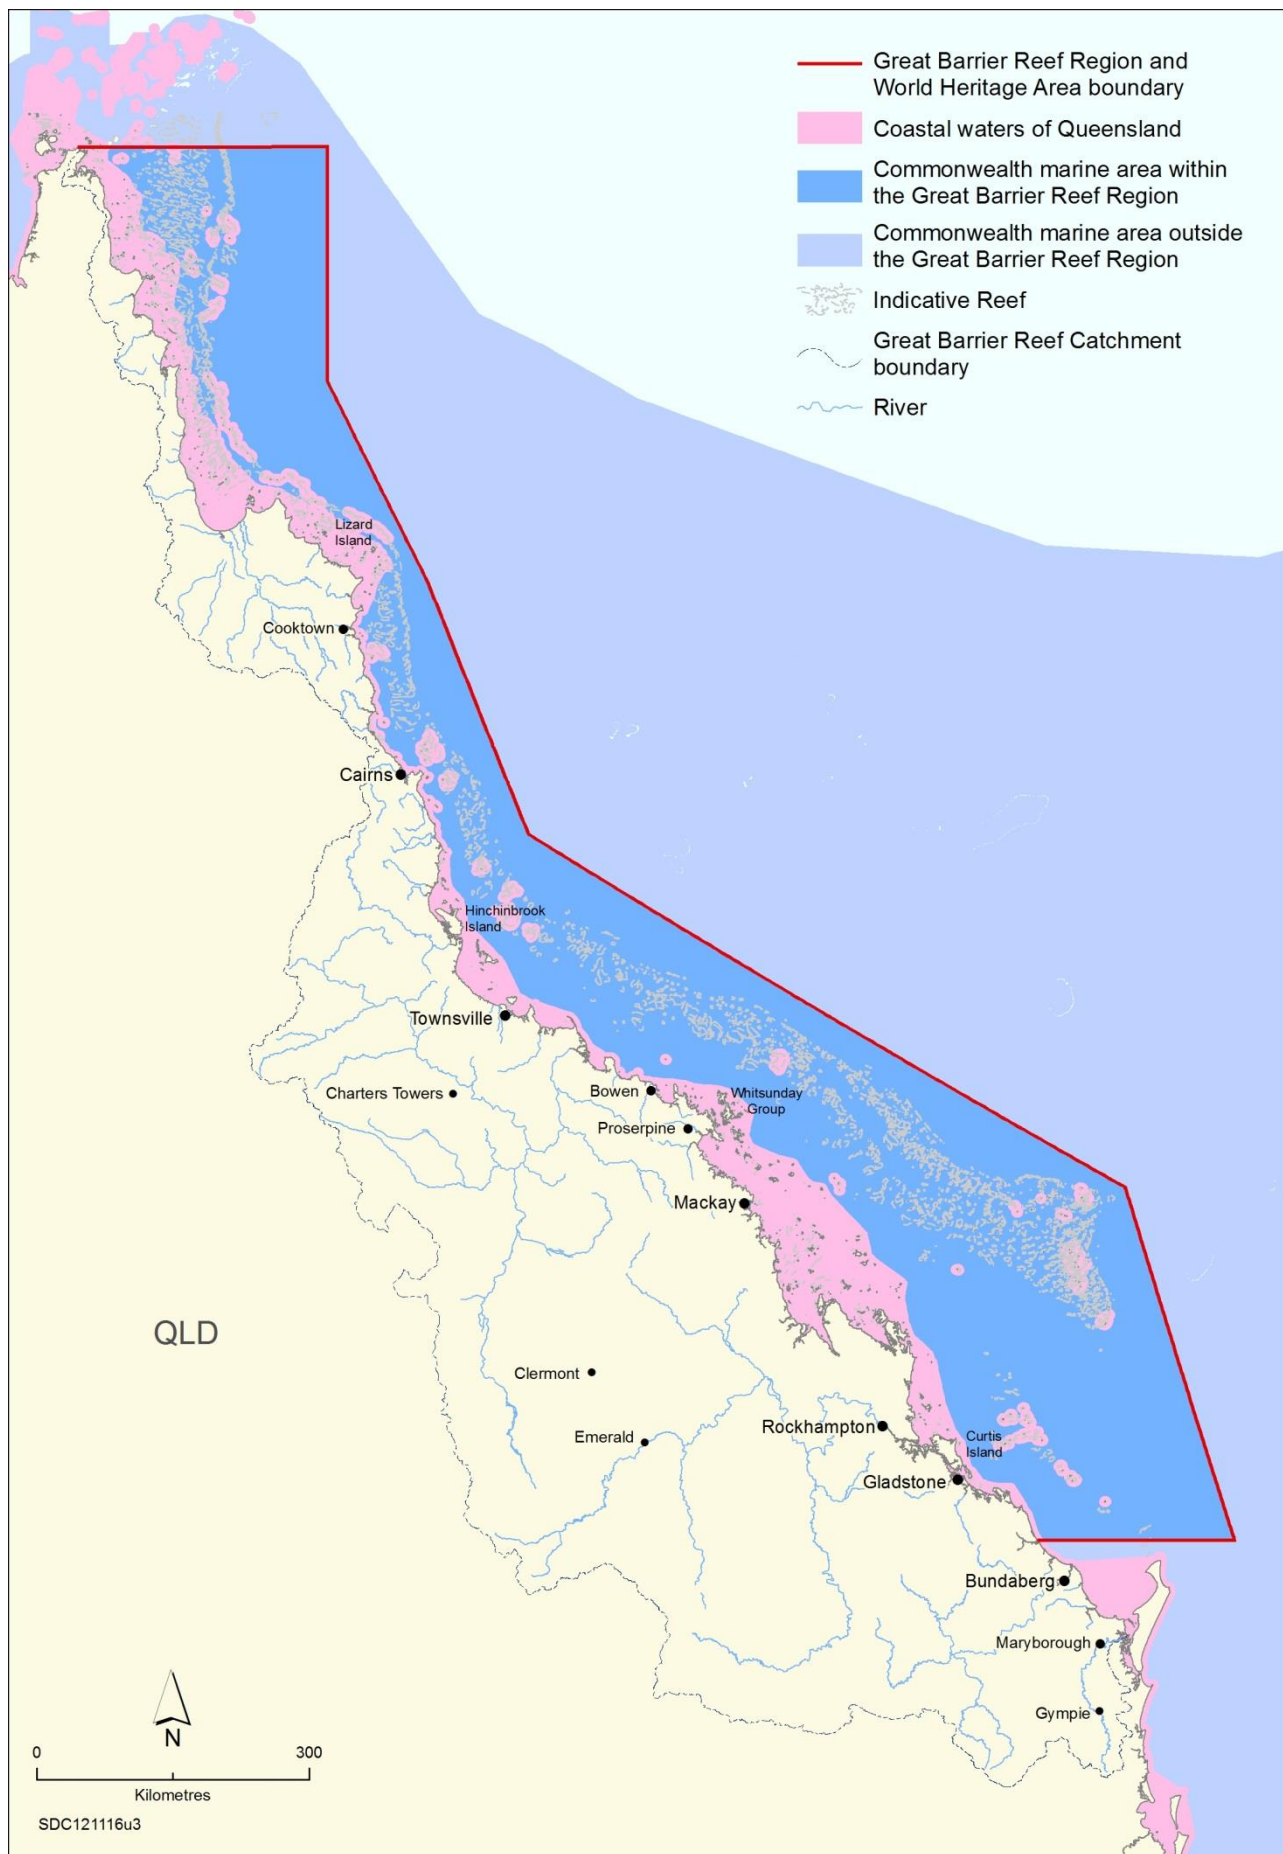 Great Barrier Reef Region and
World Heritage Area boundary
Coastal waters of Queensland
Commonwealth marine area within
the Great Barrier Reef Region
Commonwealth marine area outside
the Great Barrier Reef Region
Indicative Reef
Great Barrier Reef Catchment
boundary
River
Lizard
Island
Cooktown
Cairns
Hinchinbrook
Island
Townsville
Charters Towers
Bowen
Whitsunday
Group
Proserpine
Mackay
QLD
Clermont
Emerald
Rockhampton
Curtis
Island
Gladstone
Bundaberg
Maryborough
Gympie
N
0 300
Kilometres
SDC121116u3